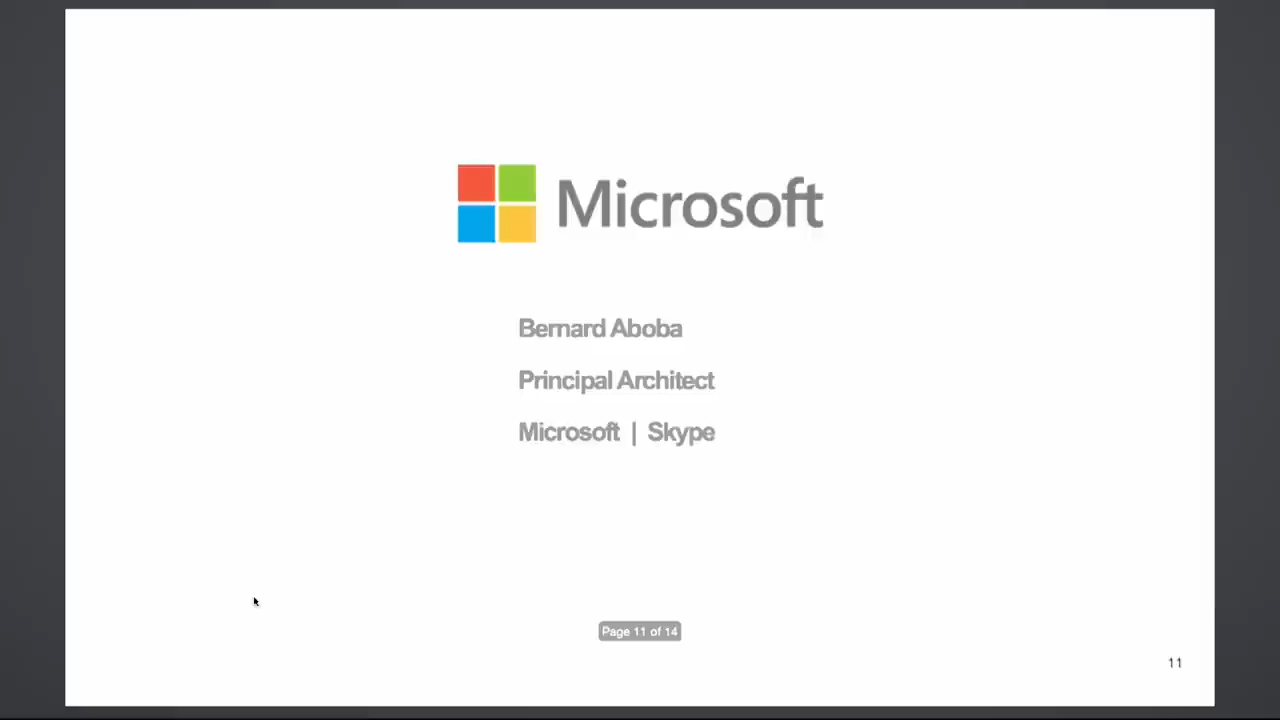 Microsoft
Bernard Aboba
Principal Architect
Microsoft | Skype
Page 11 of 14
11